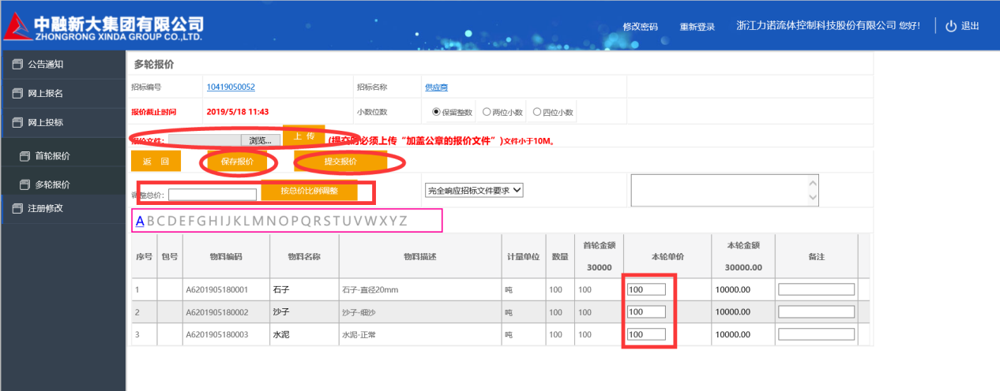 中融新大集团有限公司
ZHONGRONG XINDA GROUP CO.,LTD.
修改密码 重新登录 浙江力诺流体控制科技股份有限公司 您好! 退出
公告通知
网上报名
网上投标
首轮报价
多轮报价
注册修改
多轮报价
招标编号 10419050052 招标名称 供应商
报价截止时间 2019/5/18 11:43 小数位数 保留整数 两位小数 四位小数
报价文件: 浏览... 上 传 (提交前必须上传“加盖公章的报价文件”)文件小于10M。
返 回 保存报价 提交报价
调整总价: 按总价比例调整 完全响应招标文件要求
A B C D E F G H I J K L M N O P Q R S T U V W X Y Z
序号 包号 物料编码 物料名称 物料描述 计量单位 数量 首轮金额 30000 本轮单价 本轮金额 30000.00 备注
1 A6201905180001 石子 石子-直径20mm 吨 100 100 100 10000.00
2 A6201905180002 沙子 沙子-细沙 吨 100 100 100 10000.00
3 A6201905180003 水泥 水泥-正常 吨 100 100 100 10000.00